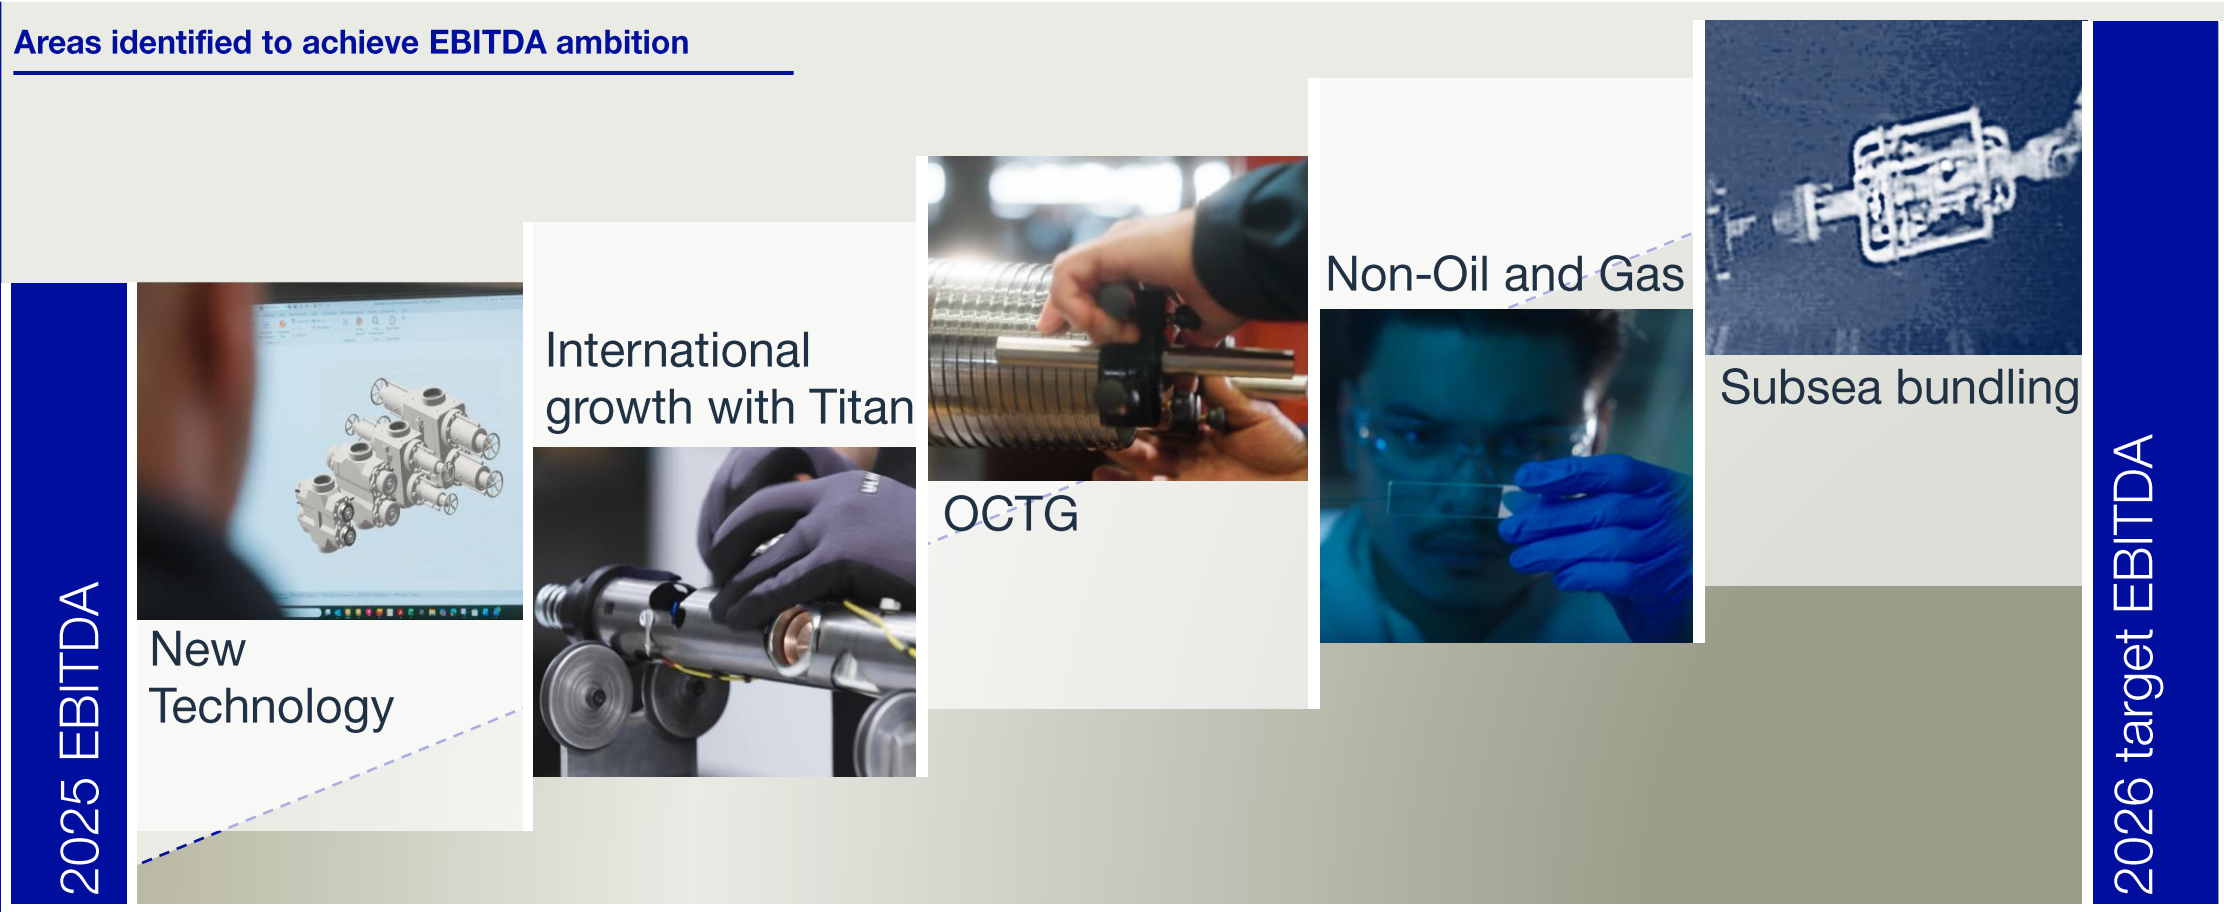 Areas identified to achieve EBITDA ambition
2025 EBITDA
New
Technology
International
growth with Titan
OCTG
Non-Oil and Gas
Subsea bundling
2026 target EBITDA